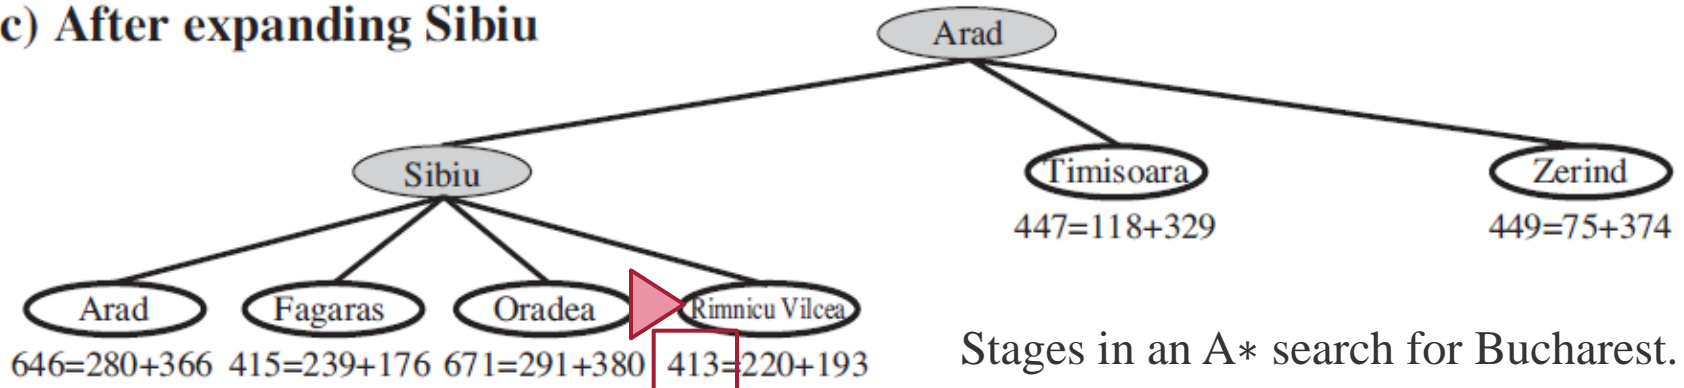 c) After expanding Sibiu
Arad
Sibiu
Timisoara
Zerind
447=118+329
449=75+374
Arad
Fagaras
Oradea
Rimnicu Vilcea
646=280+366
415=239+176
671=291+380
413=220+193
Stages in an A∗ search for Bucharest.